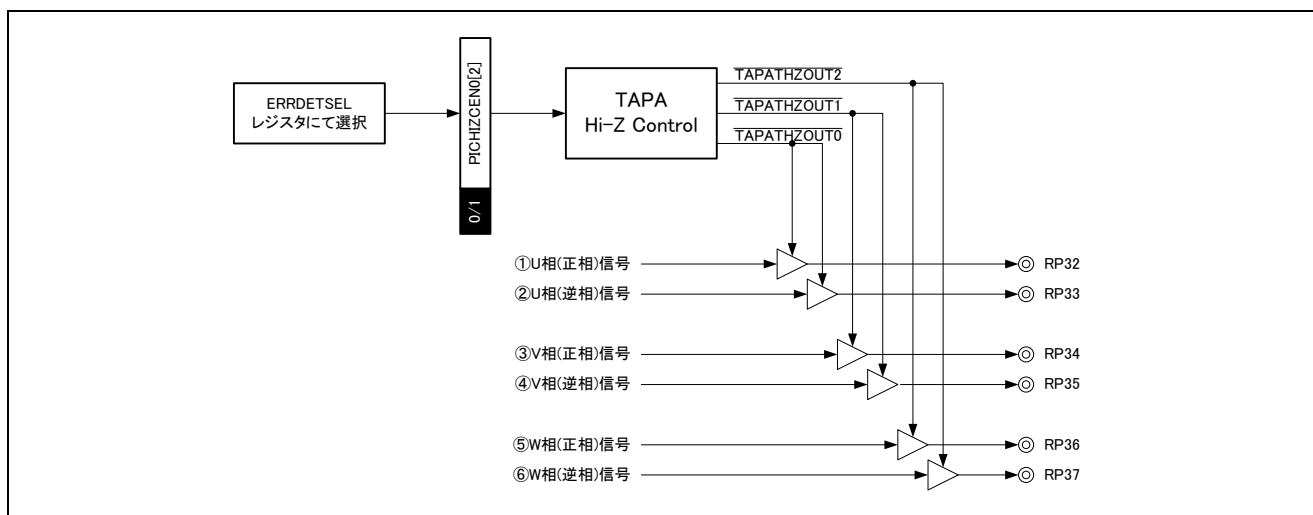 ERRDETSEL
レジスタにて選択
PICHIZCEN0[2]
0/1
TAPA
Hi-Z Control
TAPATHZOUT2
TAPATHZOUT1
TAPATHZOUT0
①U相(正相)信号
RP32
②U相(逆相)信号
RP33
③V相(正相)信号
RP34
④V相(逆相)信号
RP35
⑤W相(正相)信号
RP36
⑥W相(逆相)信号
RP37